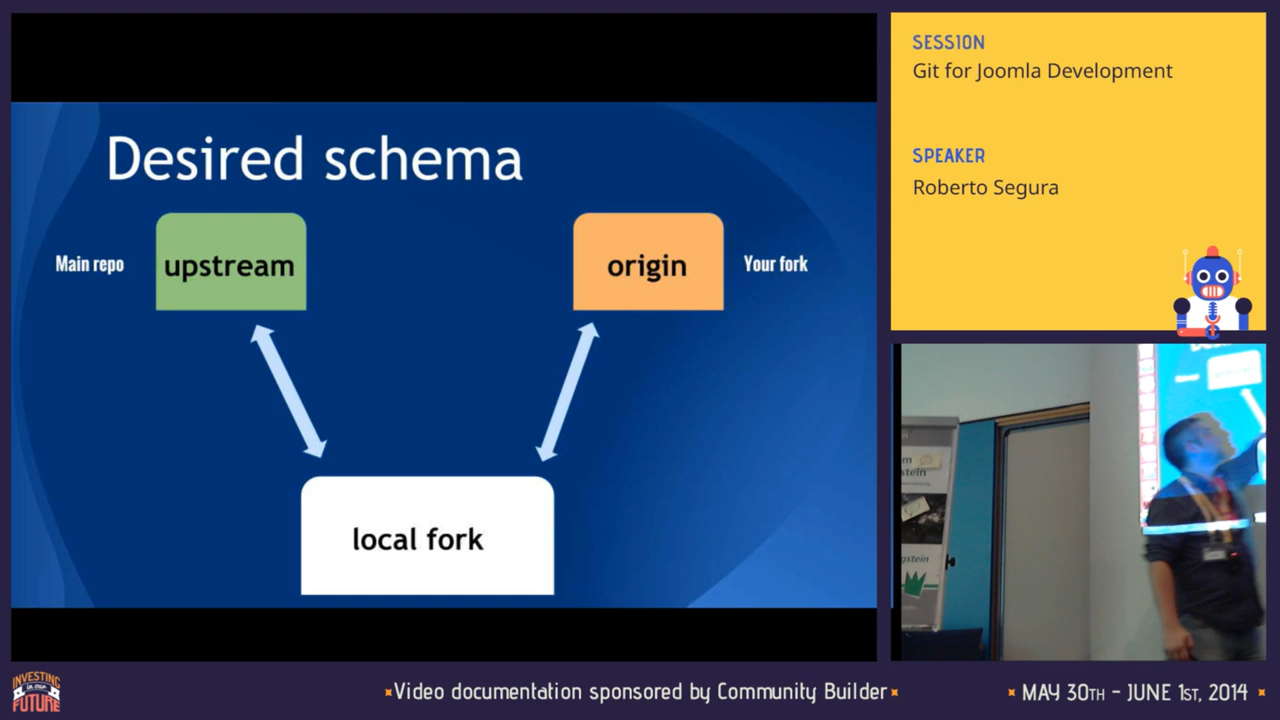 Desired schema
Main repo
upstream
origin
Your fork
local fork
SESSION
Git for Joomla Development
SPEAKER
Roberto Segura
INVESTING
in our
FUTURE
Video documentation sponsored by Community Builder
MAY 30TH - JUNE 1ST, 2014